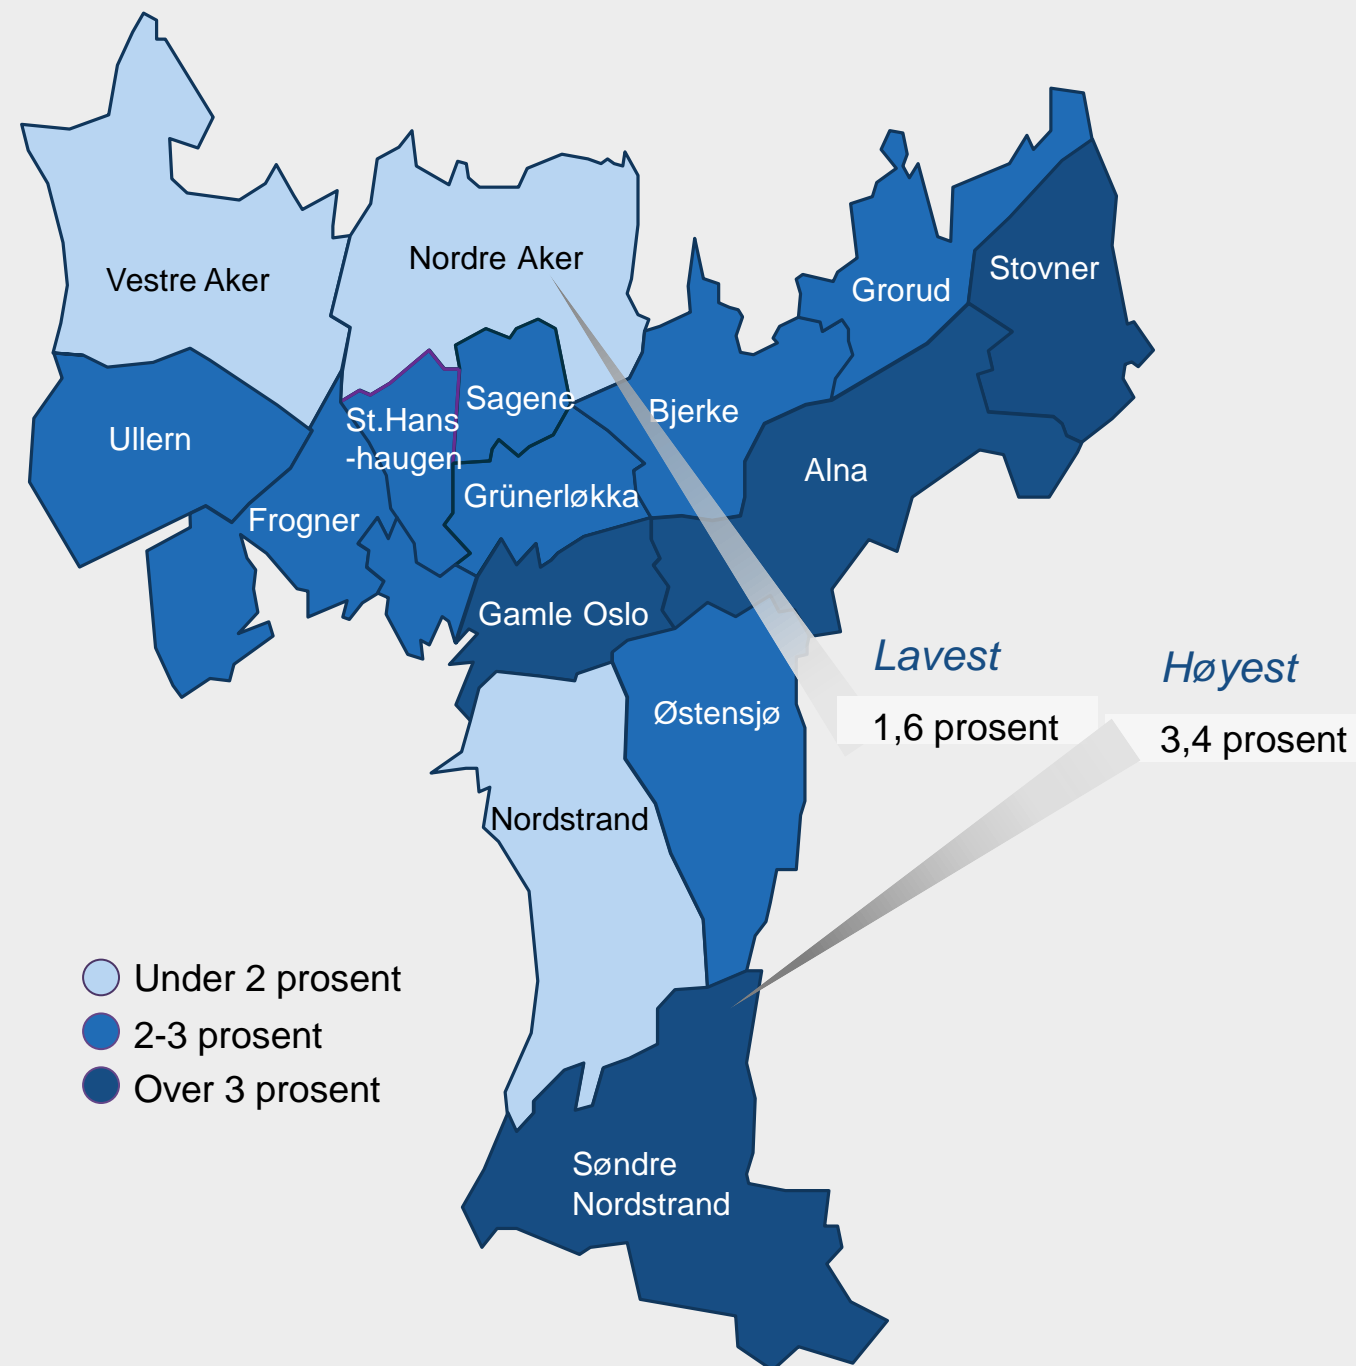 Nordre Aker
Vestre Aker
Stovner
Grorud
Sagene
St.Hans
-haugen
Bjerke
Ullern
Alna
Grünerløkka
Frogner
Gamle Oslo
Lavest
1,6 prosent
Høyest
3,4 prosent
Østensjø
Nordstrand
Under 2 prosent
2-3 prosent
Over 3 prosent
Søndre
Nordstrand